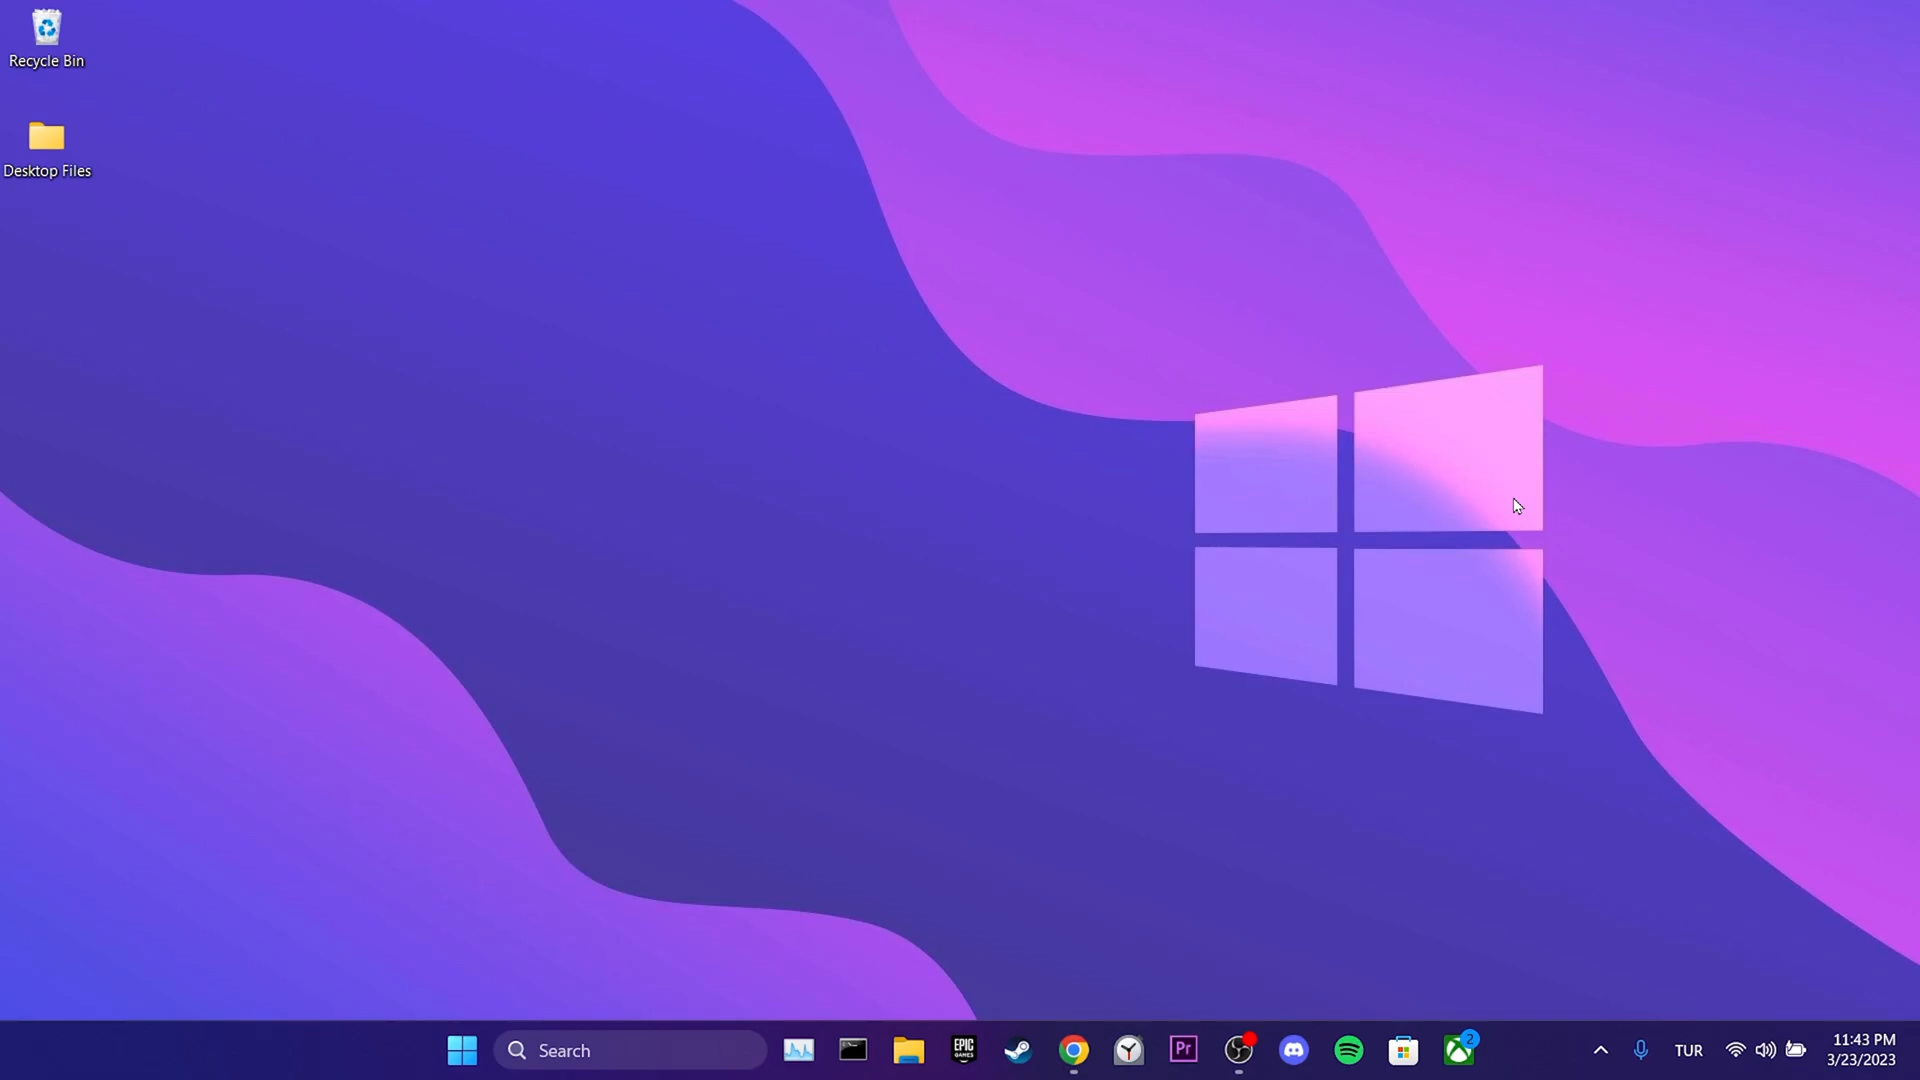 Recycle Bin
Desktop Files
Search
EPIC
GAMES
Pr
2
TUR
11:43 PM
3/23/2023